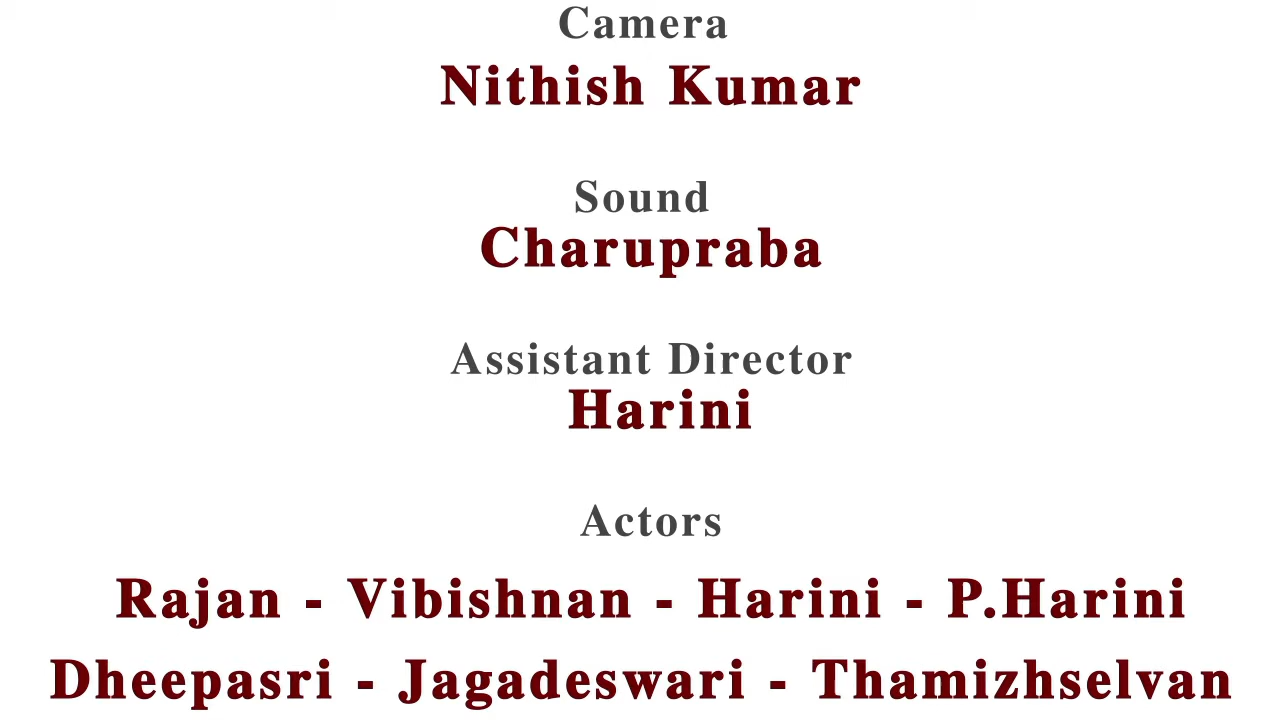 Camera
Nithish Kumar
Sound
Charupraba
Assistant Director
Harini
Actors
Rajan - Vibishnan - Harini - P.Harini
Dheepasri - Jagadeswari - Thamizhselvan